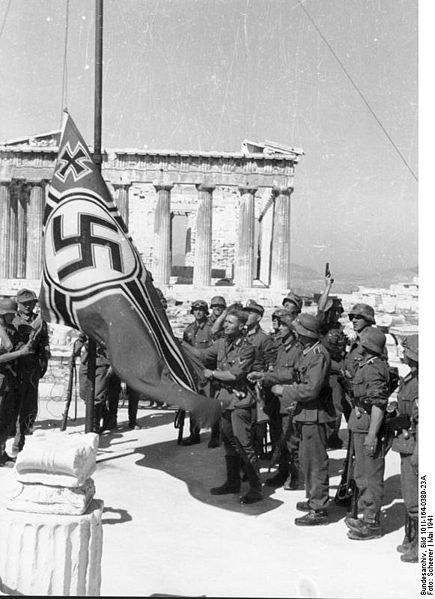 Bundesarchiv, Bild 101I-164-0389-23A
Foto: Scheerer | Mai 1941